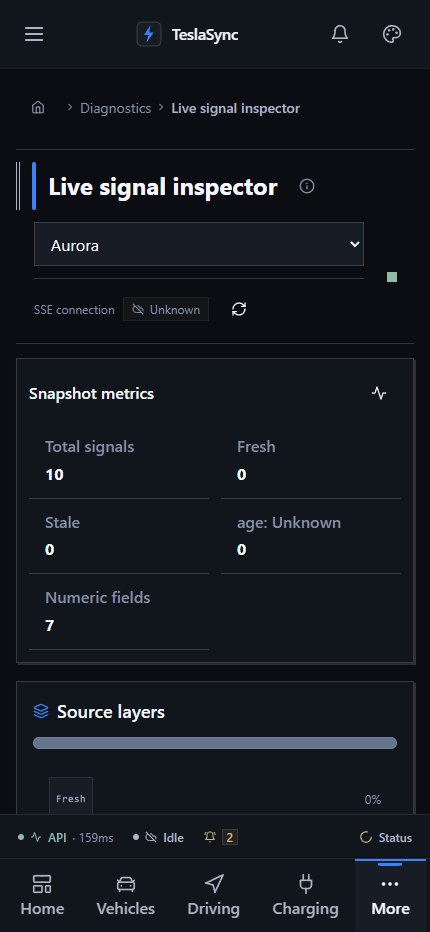 TeslaSync
Diagnostics Live signal inspector
Live signal inspector
Aurora
SSE connection Unknown
Snapshot metrics
Total signals Fresh
10 0
Stale age: Unknown
0 0
Numeric fields
7
Source layers
Fresh 0%
API · 159ms Idle 2 Status
Home Vehicles Driving Charging More